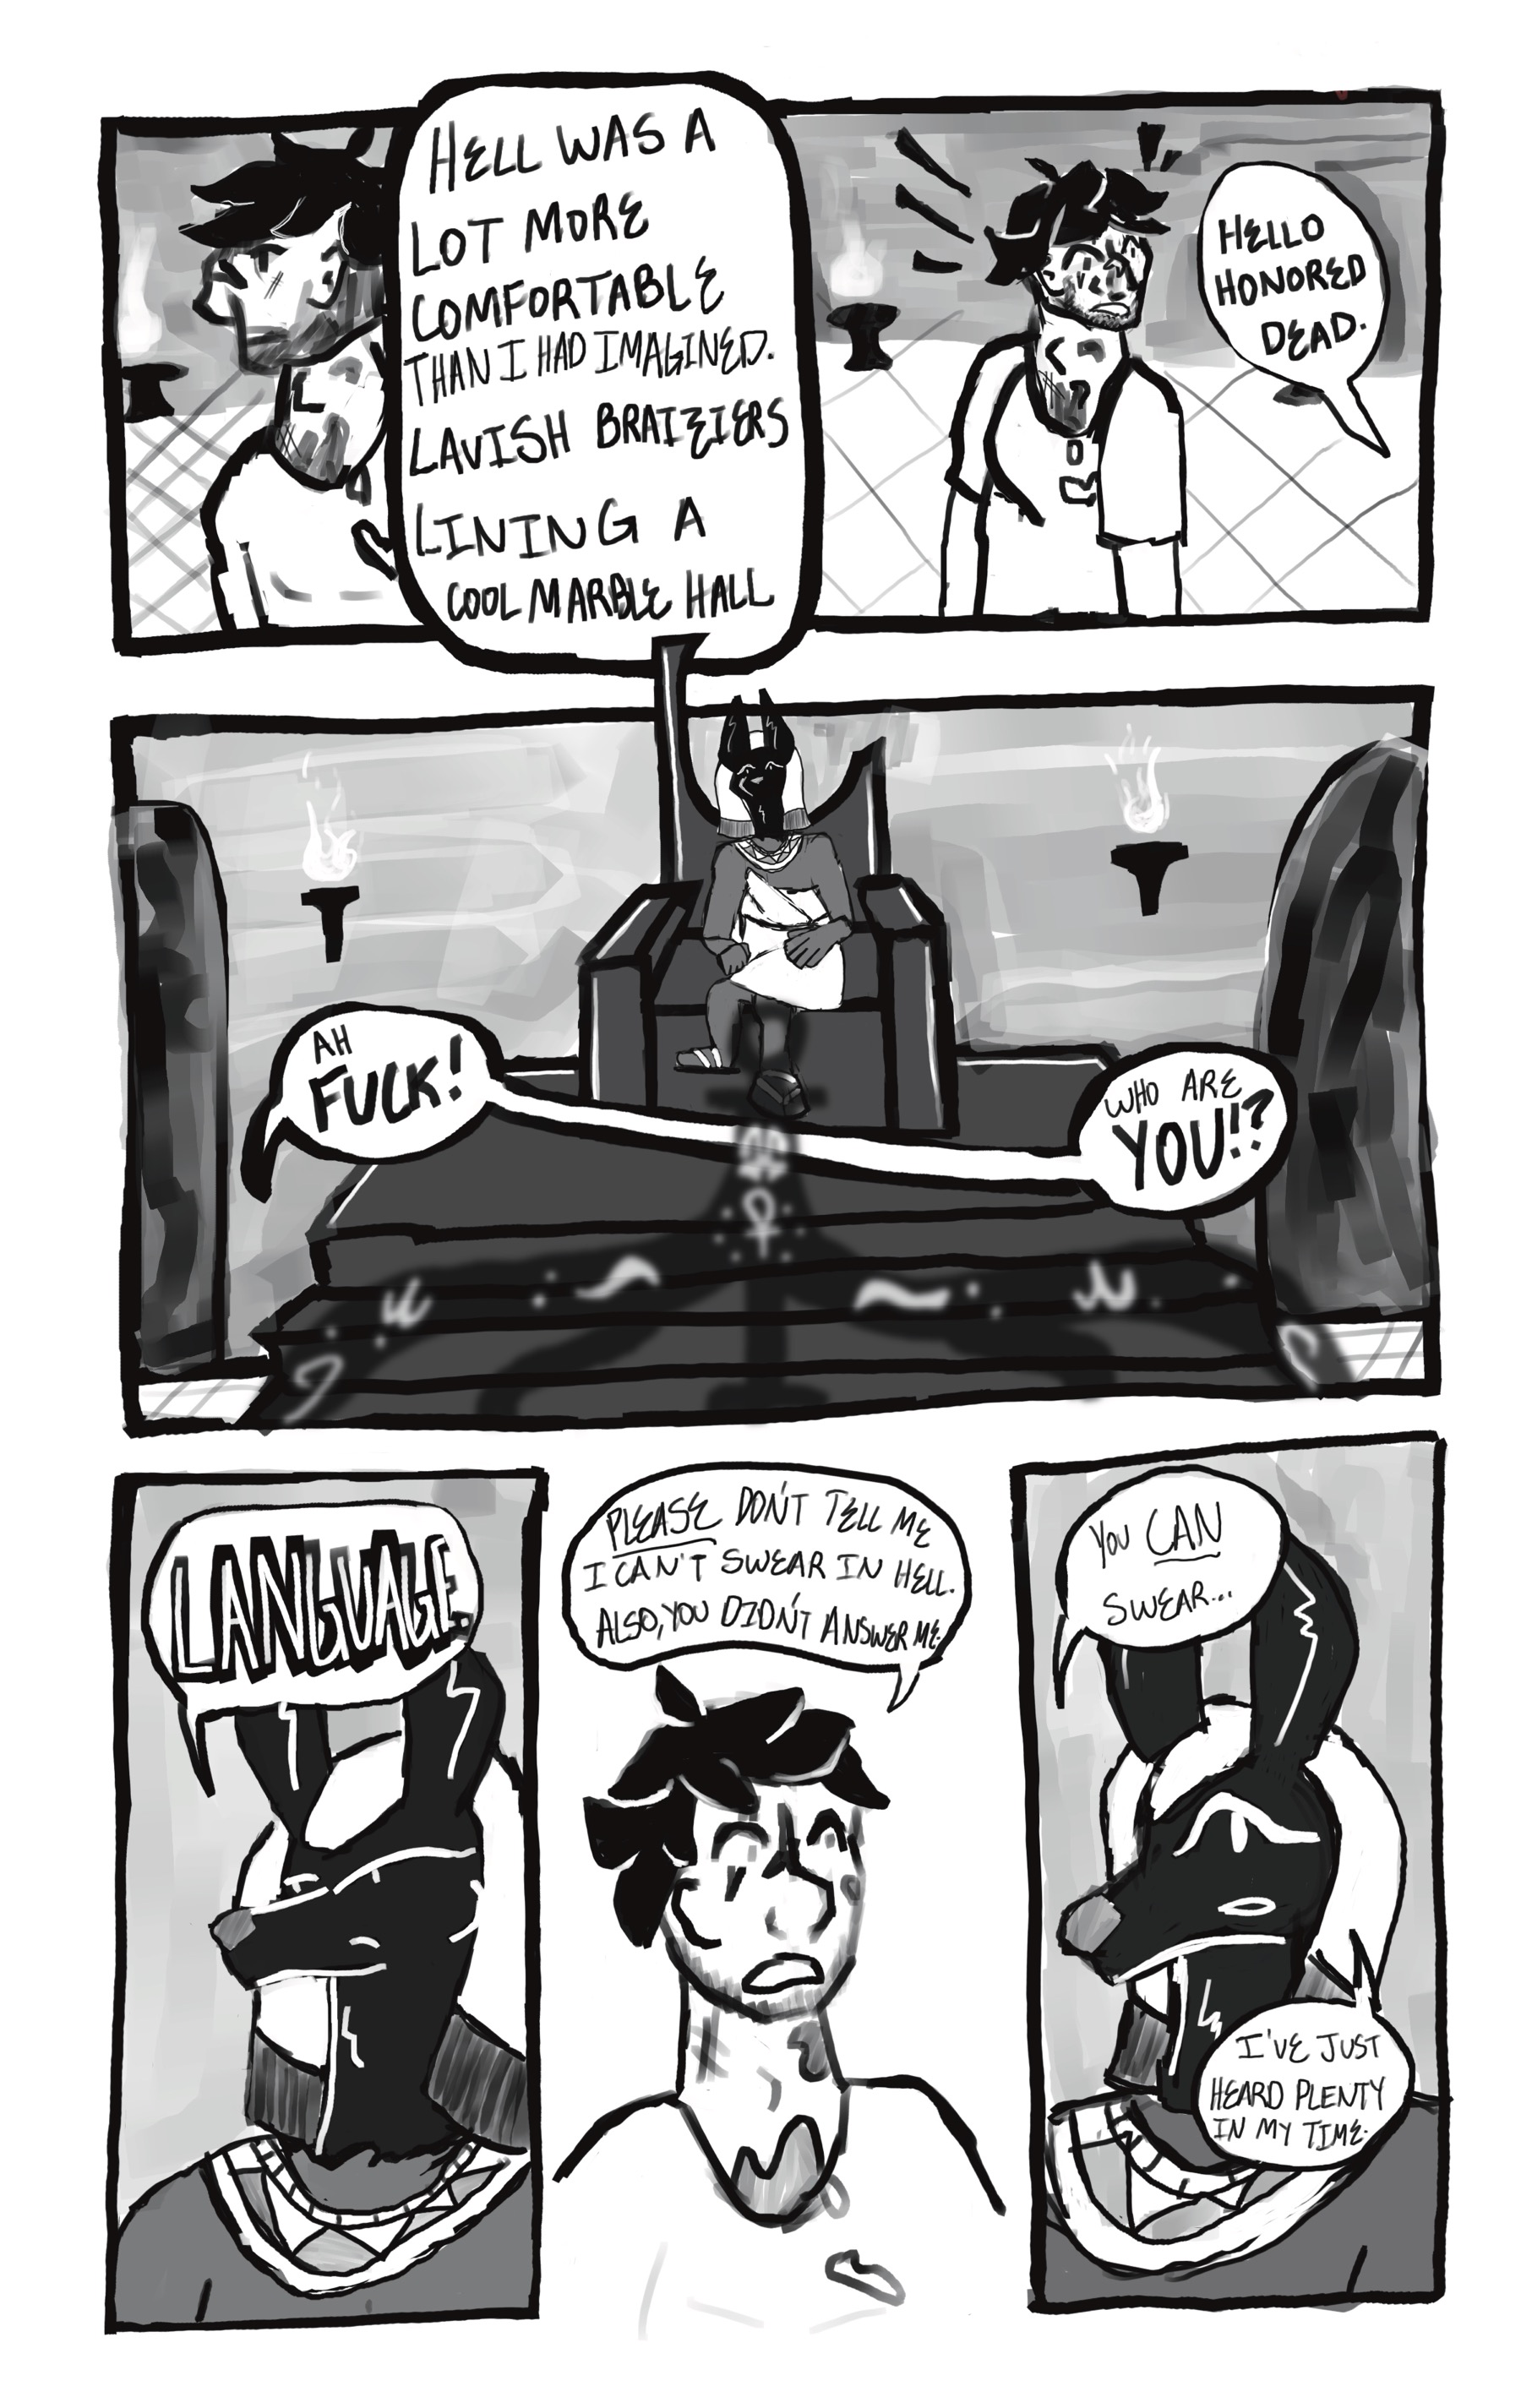 HELL WAS A
LOT MORE
COMFORTABLE
THAN I HAD IMAGINED.
LAVISH BRAIZIERS
LINING A
COOL MARBLE HALL
HELLO
HONORED
DEAD.
AH
FUCK!
WHO ARE
YOU!?
LANGUAGE.
PLEASE DON'T TELL ME
I CAN'T SWEAR IN HELL.
ALSO, YOU DIDN'T ANSWER ME.
YOU CAN
SWEAR...
I'VE JUST
HEARD PLENTY
IN MY TIME.